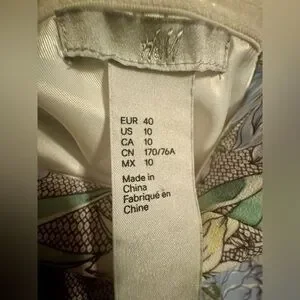 H&M
EUR 40
US 10
CA 10
CN 170/76A
MX 10
Made in
China
Fabriqué en
Chine